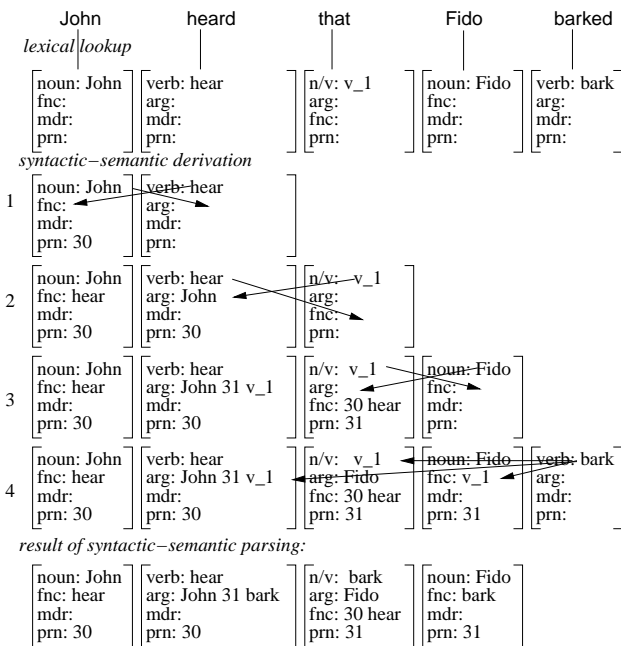 John heard that Fido barked
lexical lookup
noun: John verb: hear n/v: v_1 noun: Fido verb: bark
fnc: arg: arg: fnc: arg:
mdr: mdr: fnc: mdr: mdr:
prn: prn: prn: prn: prn:
syntactic−semantic derivation
noun: John verb: hear
1 fnc: arg:
mdr: mdr:
prn: 30 prn:
noun: John verb: hear n/v: v_1
2 fnc: hear arg: John arg:
mdr: mdr: fnc:
prn: 30 prn: 30 prn:
noun: John verb: hear n/v: v_1 noun: Fido
fnc: hear arg: John 31 v_1 arg: fnc:
3 mdr: mdr: fnc: 30 hear mdr:
prn: 30 prn: 30 prn: 31 prn:
noun: John verb: hear n/v: v_1 noun: Fido verb: bark
fnc: hear arg: John 31 v_1 arg: Fido fnc: v_1 arg:
4 mdr: mdr: fnc: 30 hear mdr: mdr:
prn: 30 prn: 30 prn: 31 prn: 31 prn:
result of syntactic−semantic parsing:
noun: John verb: hear n/v: bark noun: Fido
fnc: hear arg: John 31 bark arg: Fido fnc: bark
mdr: mdr: fnc: 30 hear mdr:
prn: 30 prn: 30 prn: 31 prn: 31